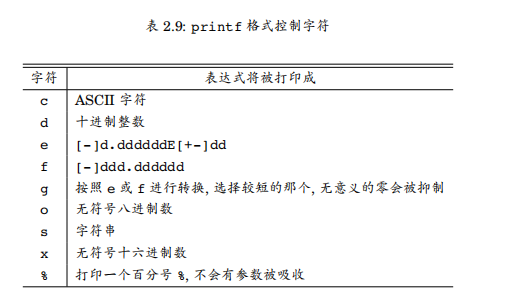 表 2.9: printf 格式控制字符
字符 表达式将被打印成
c ASCII 字符
d 十进制整数
e [-]d.ddddddE[+-]dd
f [-]ddd.dddddd
g 按照 e 或 f 进行转换, 选择较短的那个, 无意义的零会被抑制
o 无符号八进制数
s 字符串
x 无符号十六进制数
% 打印一个百分号 %, 不会有参数被吸收